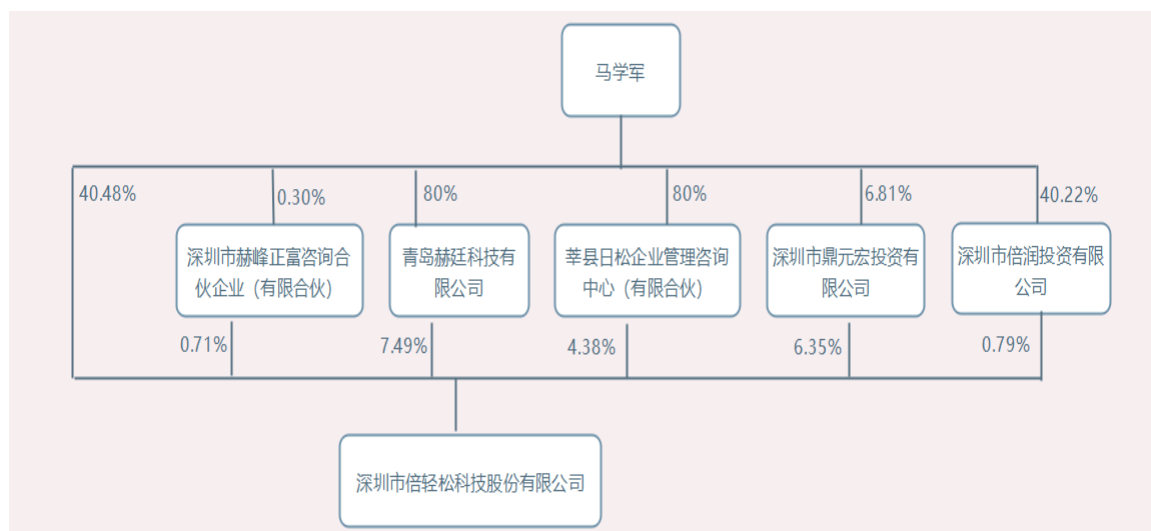 马学军
40.48%
0.30%
80%
80%
6.81%
40.22%
深圳市赫峰正富咨询合
伙企业（有限合伙）
青岛赫廷科技有
限公司
莘县日松企业管理咨询
中心（有限合伙）
深圳市鼎元宏投资有
限公司
深圳市倍润投资有限
公司
0.71%
7.49%
4.38%
6.35%
0.79%
深圳市倍轻松科技股份有限公司